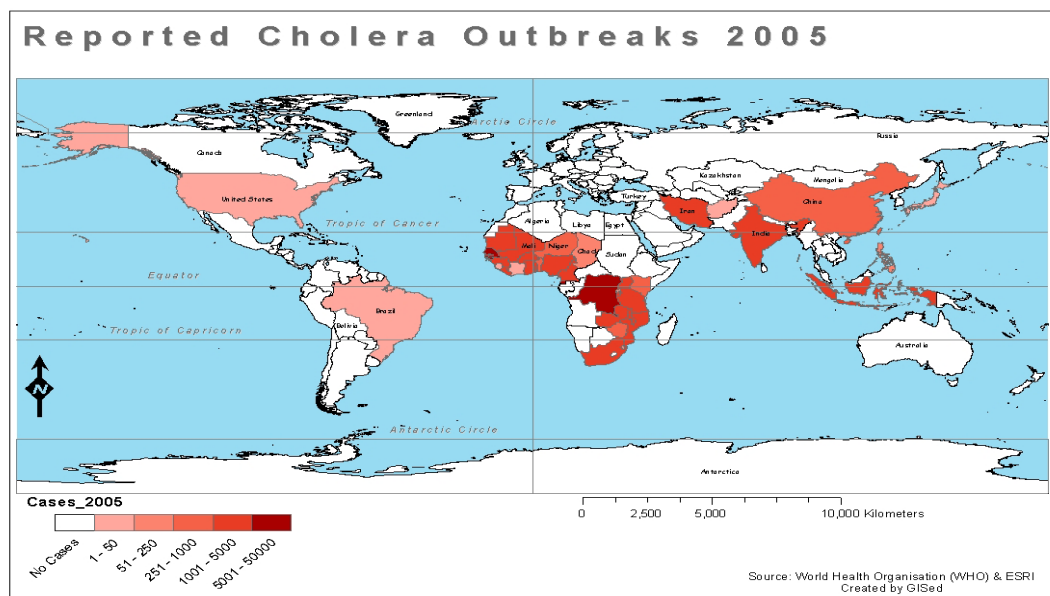 Reported Cholera Outbreaks 2005
Greenland
Arctic Circle
Russia
Canada
Kazakhstan
Mongolia
Turkey
United States
China
Iran
Algeria
Libya
Egypt
Tropic of Cancer
India
Mali
Niger
Chad
Sudan
Equator
Brazil
Tropic of Capricorn
Bolivia
Australia
N
Antarctic Circle
Antarctica
Cases_2005
No Cases
1 - 50
51 - 250
251 - 1000
1001 - 5000
5001 - 50000
0 2,500 5,000 10,000 Kilometers
Source: World Health Organisation (WHO) & ESRI
Created by GISed